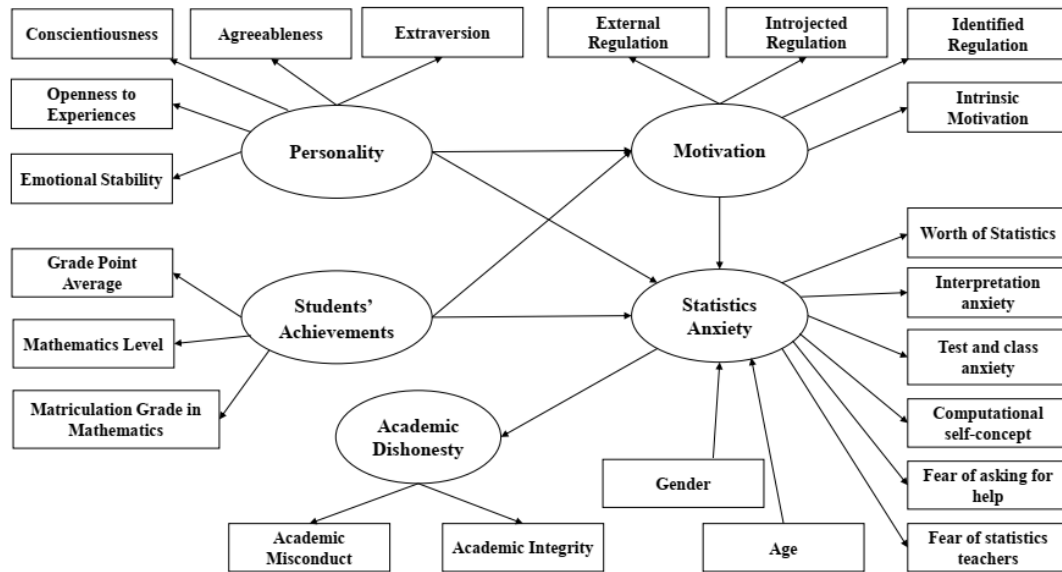 Conscientiousness
Agreeableness
Extraversion
External
Regulation
Introjected
Regulation
Identified
Regulation
Openness to
Experiences
Intrinsic
Motivation
Personality
Motivation
Emotional Stability
Worth of Statistics
Grade Point
Average
Interpretation
anxiety
Students’
Achievements
Statistics
Anxiety
Mathematics Level
Test and class
anxiety
Matriculation Grade in
Mathematics
Computational
self-concept
Academic
Dishonesty
Gender
Fear of asking for
help
Academic
Misconduct
Academic Integrity
Age
Fear of statistics
teachers